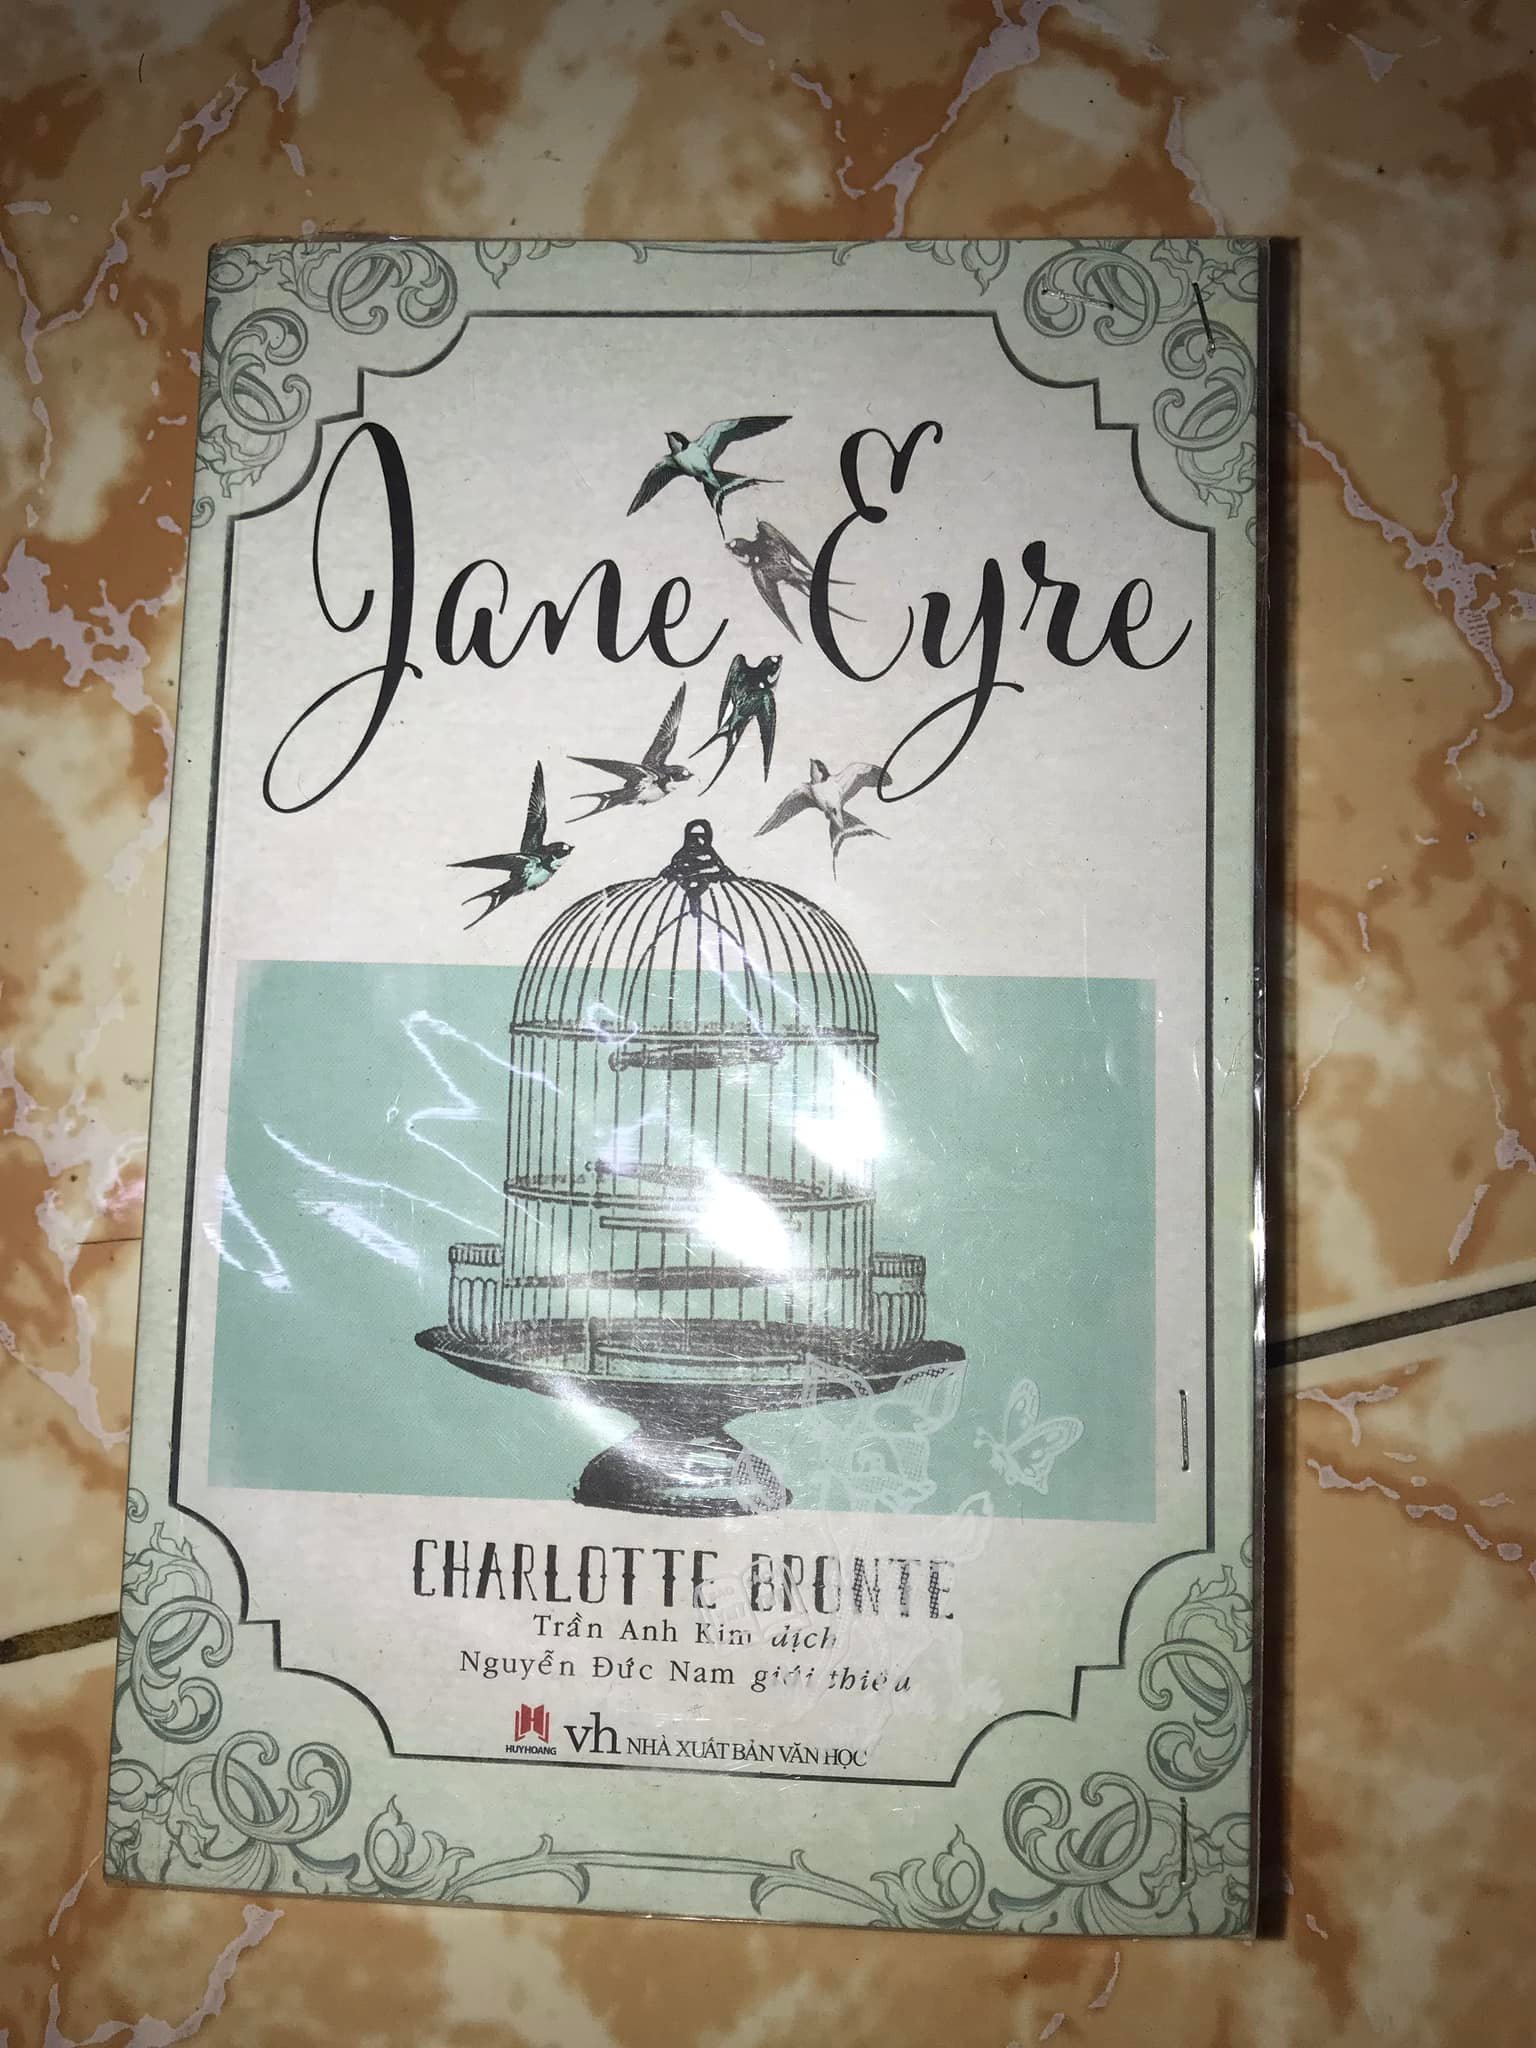 Jane Eyre
CHARLOTTE BRONTE
Trần Anh Kim dịch
Nguyễn Đức Nam giới thiệu
HUYHOANG vh NHÀ XUẤT BẢN VĂN HỌC